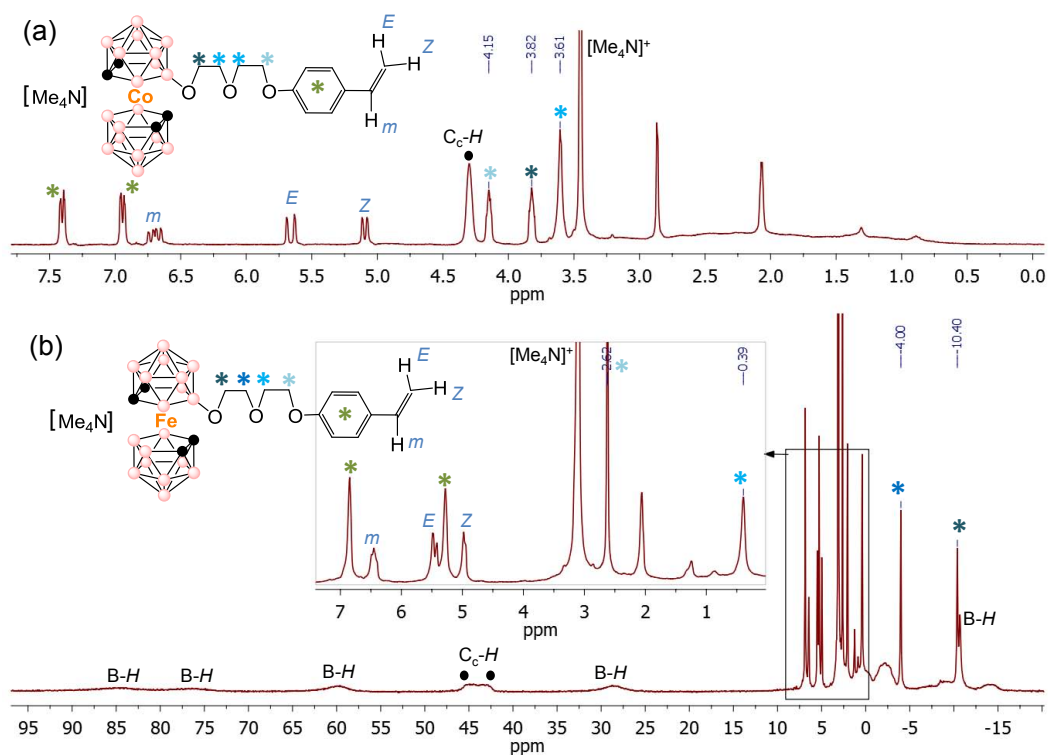 (a)
E
H
Z
H
4.15
3.82
3.61
[Me4N]+
* * * *
[Me4N]
Co
O
O
O
*
H
m
Cc-H
*
*
*
*
*
m
E
Z
7.5 7.0 6.5 6.0 5.5 5.0 4.5 4.0 3.5 3.0 2.5 2.0 1.5 1.0 0.5 0.0
ppm
(b)
E
H
Z
H
[Me4N]+
2.62
*
0.39
-4.00
-10.40
* * * *
[Me4N]
Fe
O
O
O
*
H
m
*
*
*
*
*
m
E
Z
7 6 5 4 3 2 1
ppm
B-H
B-H
B-H
B-H
Cc-H
B-H
95 90 85 80 75 70 65 60 55 50 45 40 35 30 25 20 15 10 5 0 -5 -15
ppm